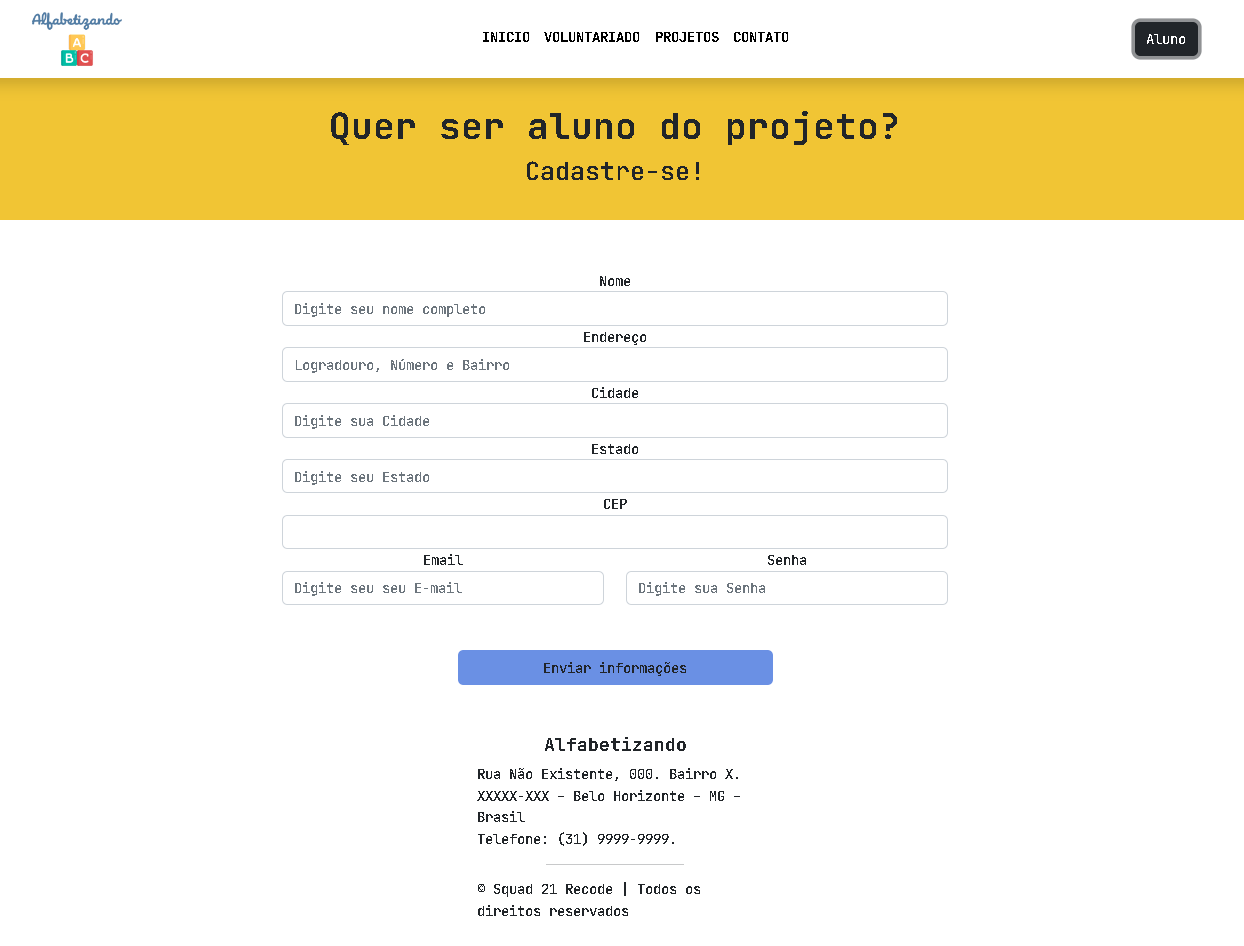 Alfabetizando
A
B C
INICIO VOLUNTARIADO PROJETOS CONTATO
Aluno
Quer ser aluno do projeto?
Cadastre-se!
Nome
Digite seu nome completo
Endereço
Logradouro, Número e Bairro
Cidade
Digite sua Cidade
Estado
Digite seu Estado
CEP
Email Senha
Digite seu seu E-mail Digite sua Senha
Enviar informações
Alfabetizando
Rua Não Existente, 000. Bairro X.
XXXXX-XXX – Belo Horizonte – MG –
Brasil
Telefone: (31) 9999-9999.
© Squad 21 Recode | Todos os
direitos reservados